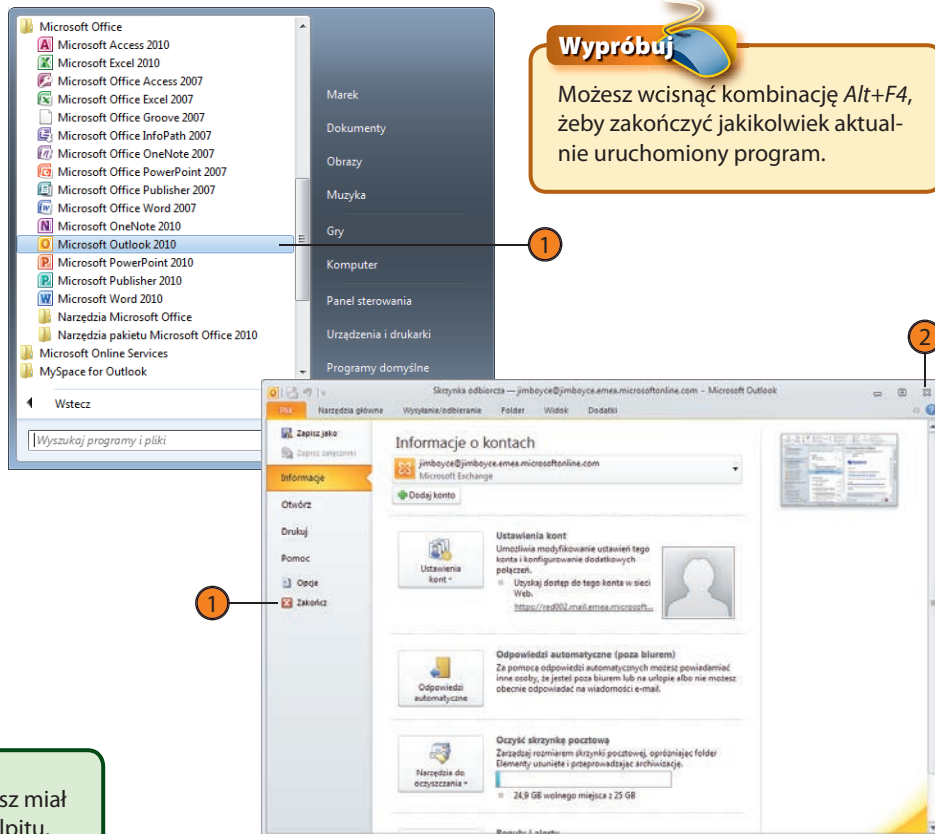 Microsoft Office
Microsoft Access 2010
Microsoft Excel 2010
Microsoft Office Access 2007
Microsoft Office Excel 2007
Microsoft Office Groove 2007
Microsoft Office InfoPath 2007
Microsoft Office OneNote 2007
Microsoft Office PowerPoint 2007
Microsoft Office Publisher 2007
Microsoft Office Word 2007
Microsoft OneNote 2010
Microsoft Outlook 2010
Microsoft PowerPoint 2010
Microsoft Publisher 2010
Microsoft Word 2010
Narzędzia Microsoft Office
Narzędzia pakietu Microsoft Office 2010
Microsoft Online Services
MySpace for Outlook
Wstecz
Wyszukaj programy i pliki
Marek
Dokumenty
Obrazy
Muzyka
Gry
Komputer
Panel sterowania
Urządzenia i drukarki
Programy domyślne
1
Wypróbuj
Możesz wcisnąć kombinację Alt+F4,
żeby zakończyć jakikolwiek aktual-
nie uruchomiony program.
2
Skrzynka odbiorcza — jimboyce@jimboyce.emea.microsoftonline.com - Microsoft Outlook
Plik Narzędzia główne Wysyłanie/odbieranie Folder Widok Dodatki
Zapisz jako
Zapisz załączniki
Informacje
Otwórz
Drukuj
Pomoc
Opcje
Zakończ
1
Informacje o kontach
jimboyce@jimboyce.emea.microsoftonline.com
Microsoft Exchange
Dodaj konto
Ustawienia
kont
Ustawienia kont
Umożliwia modyfikowanie ustawień tego
konta i konfigurowanie dodatkowych
połączeń.
Uzyskaj dostęp do tego konta w sieci
Web.
https://red002.mail.emea.microsoft...
Odpowiedzi
automatyczne
Odpowiedzi automatyczne (poza biurem)
Za pomocą odpowiedzi automatycznych możesz powiadamiać
inne osoby, że jesteś poza biurem lub na urlopie albo nie możesz
obecnie odpowiadać na wiadomości e-mail.
Narzędzia do
oczyszczania
Oczyść skrzynkę pocztową
Zarządzaj rozmiarem skrzynki pocztowej, opróżniając folder
Elementy usunięte i przeprowadzając archiwizację.
24,9 GB wolnego miejsca z 25 GB
Reguły i alerty
sz miał
lpitu.